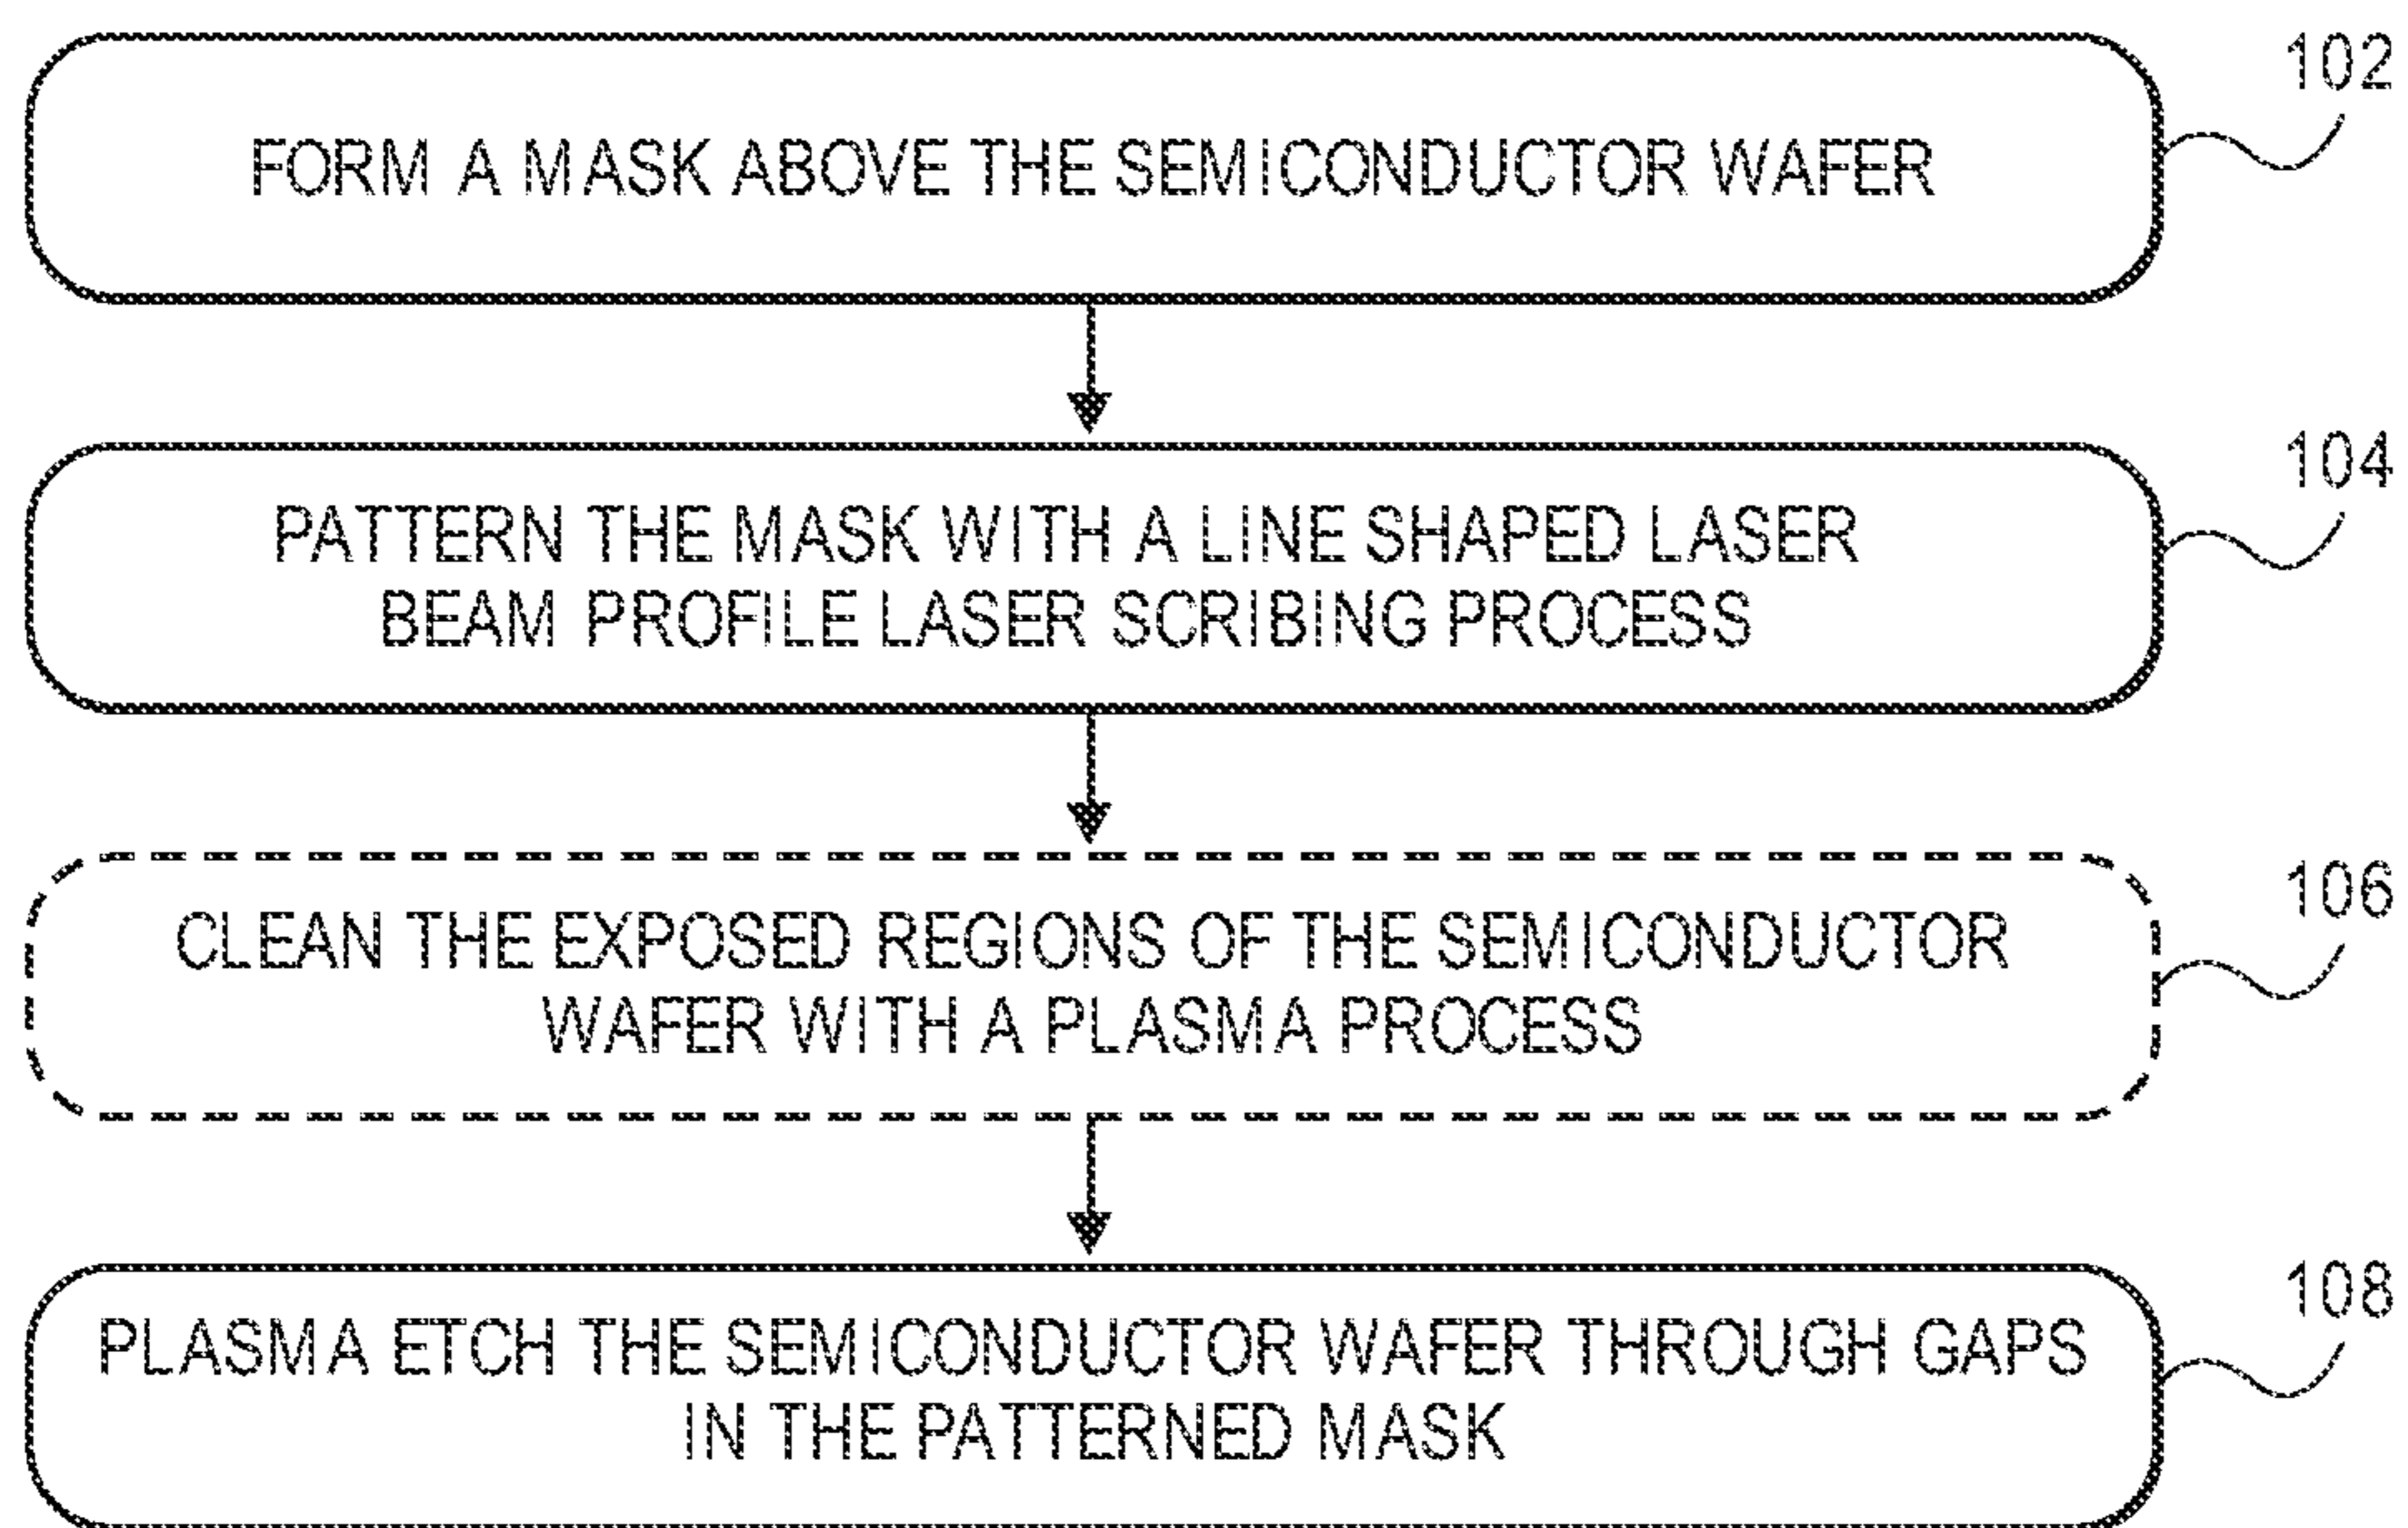 102
FORM A MASK ABOVE THE SEMICONDUCTOR WAFER
104
PATTERN THE MASK WITH A LINE SHAPED LASER
BEAM PROFILE LASER SCRIBING PROCESS
106
CLEAN THE EXPOSED REGIONS OF THE SEMICONDUCTOR
WAFER WITH A PLASMA PROCESS
108
PLASMA ETCH THE SEMICONDUCTOR WAFER THROUGH GAPS
IN THE PATTERNED MASK